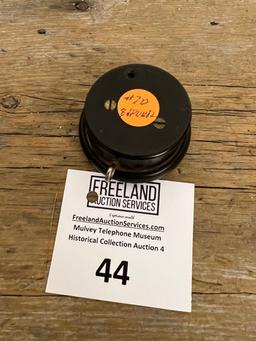 FREELAND
AUCTION SERVICES
FreelandAuctionServices.com
Mulvey Telephone Museum
Historical Collection Auction 4
44